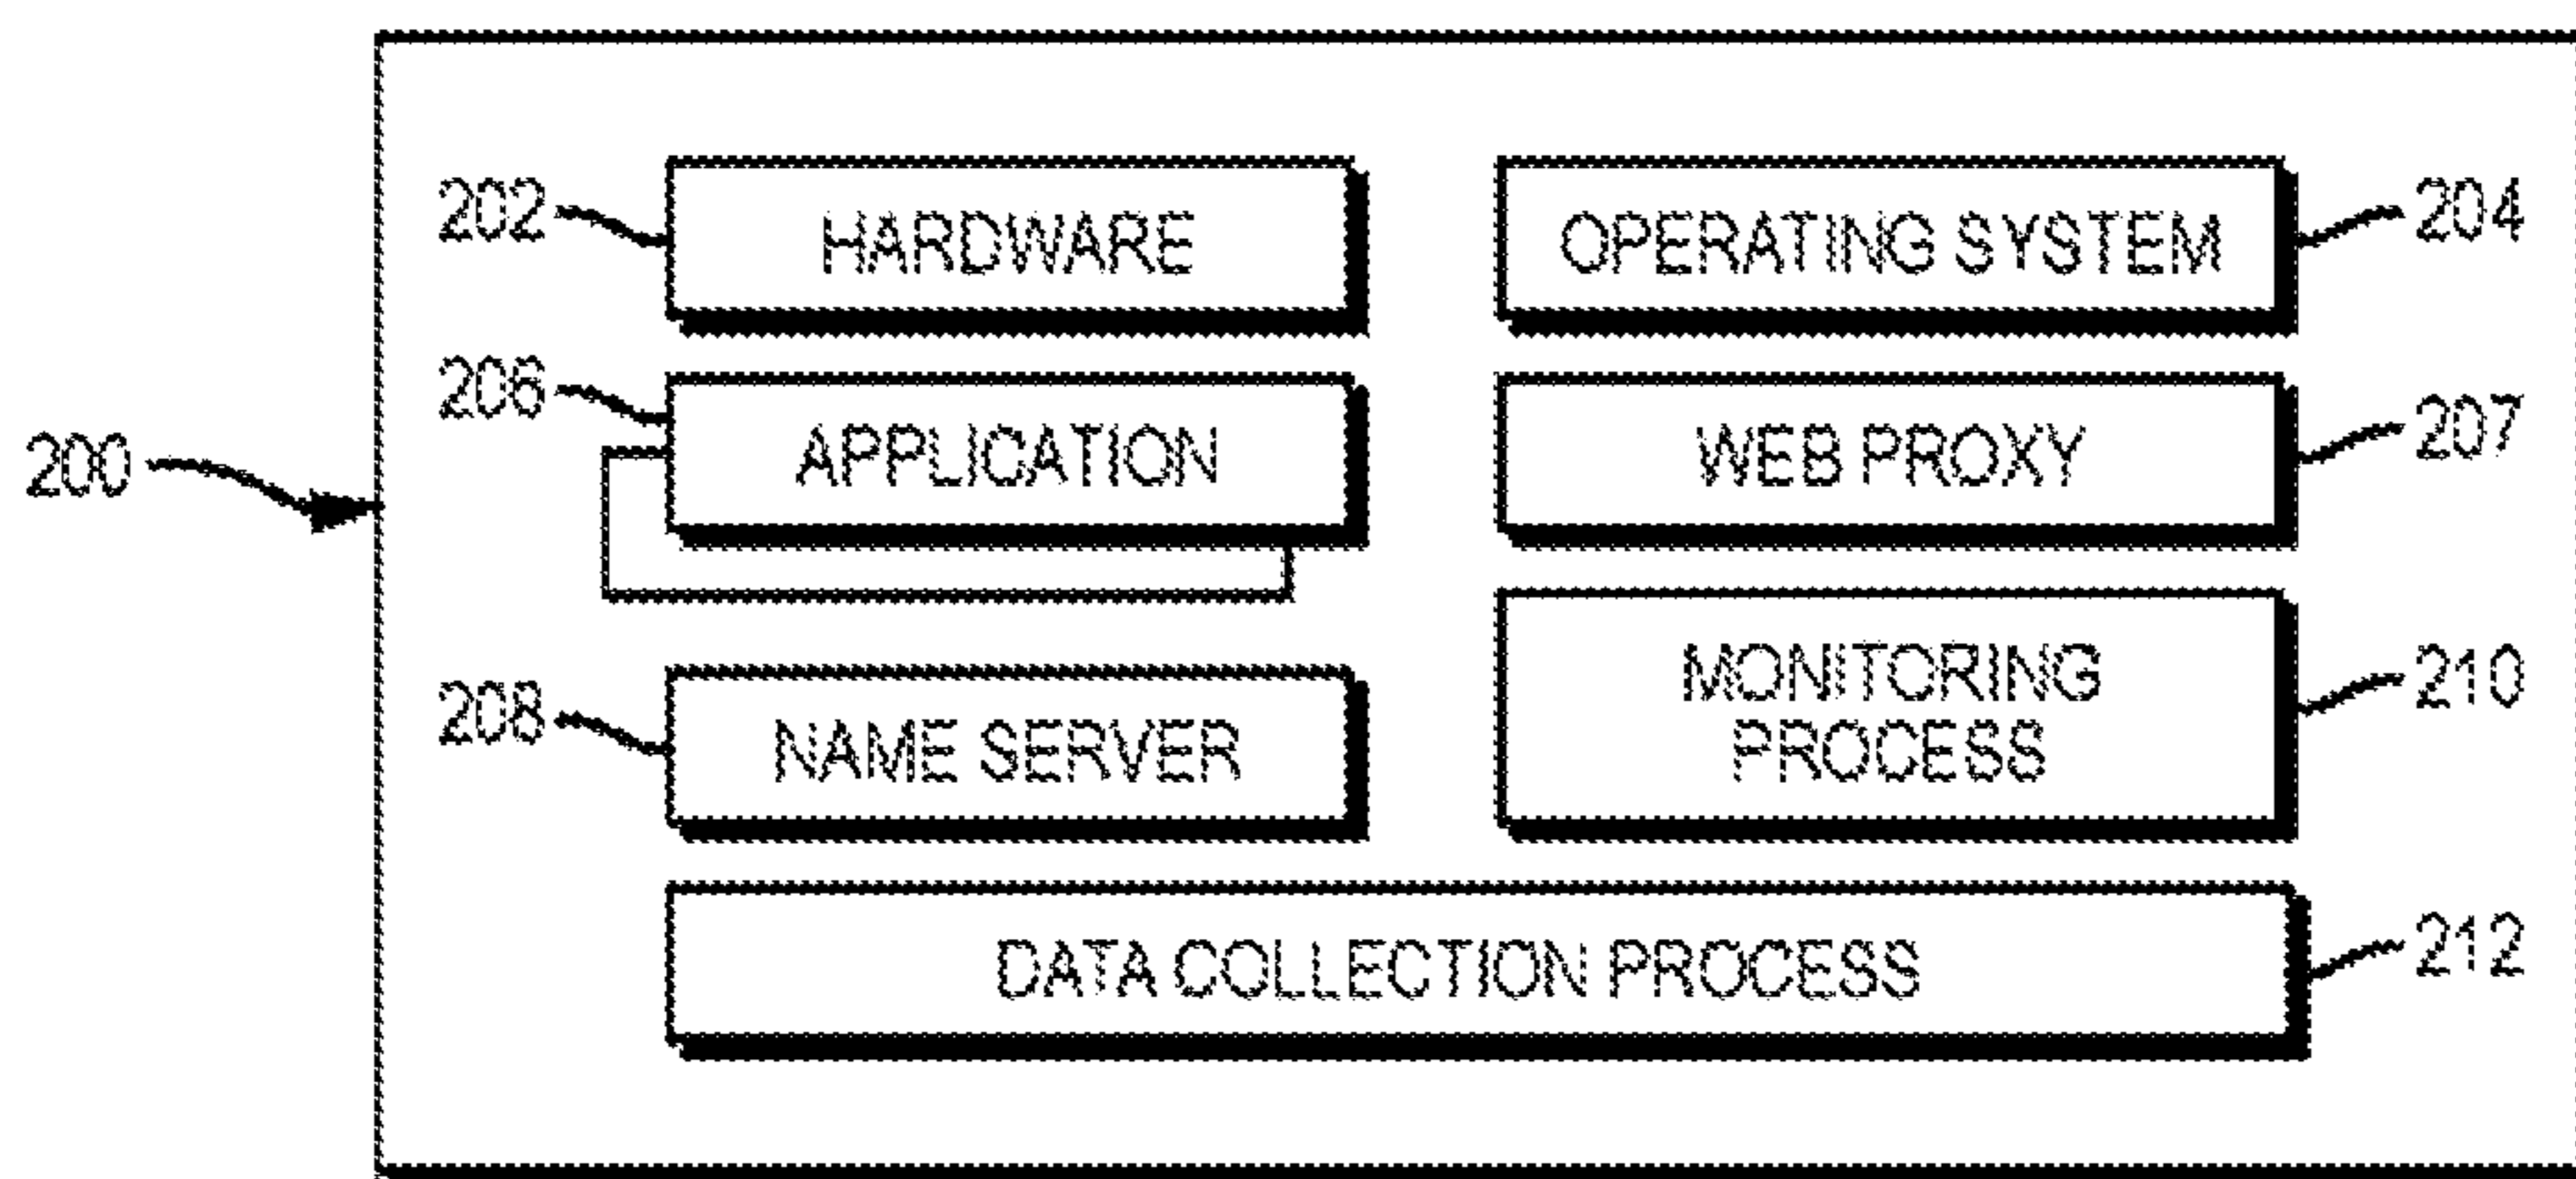 202
HARDWARE
OPERATING SYSTEM
204
206
APPLICATION
WEB PROXY
207
200
208
NAME SERVER
MONITORING
PROCESS
210
DATA COLLECTION PROCESS
212